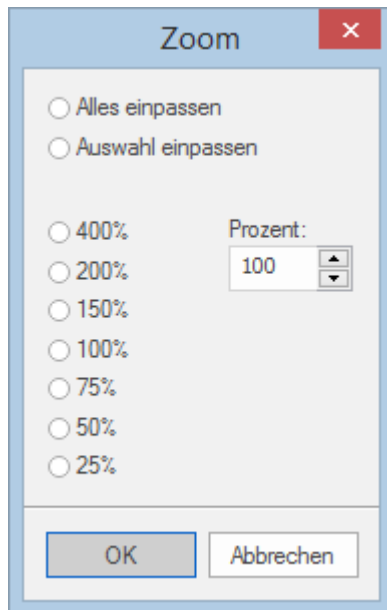 Zoom
Alles einpassen
Auswahl einpassen
400%
Prozent:
200%
100
150%
100%
75%
50%
25%
OK
Abbrechen